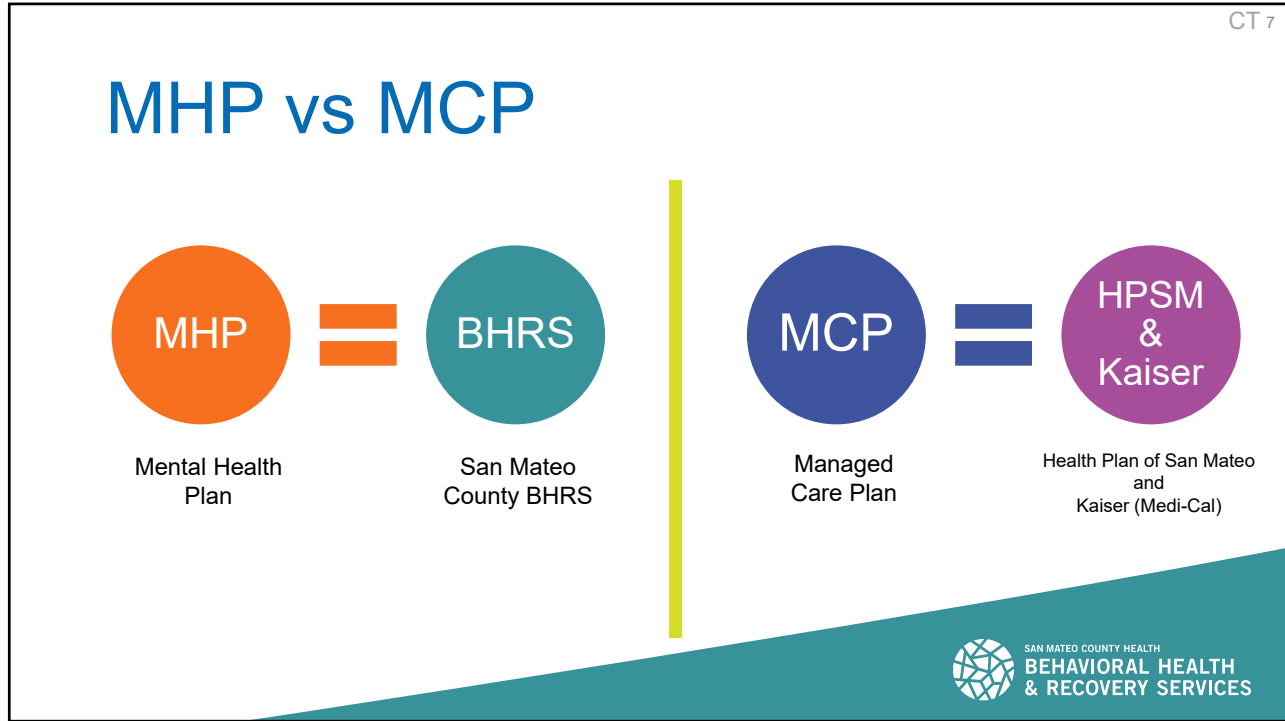 CT 7
MHP vs MCP
MHP
BHRS
MCP
HPSM
&
Kaiser
Mental Health
Plan
San Mateo
County BHRS
Managed
Care Plan
Health Plan of San Mateo
and
Kaiser (Medi-Cal)
SAN MATEO COUNTY HEALTH
BEHAVIORAL HEALTH
& RECOVERY SERVICES